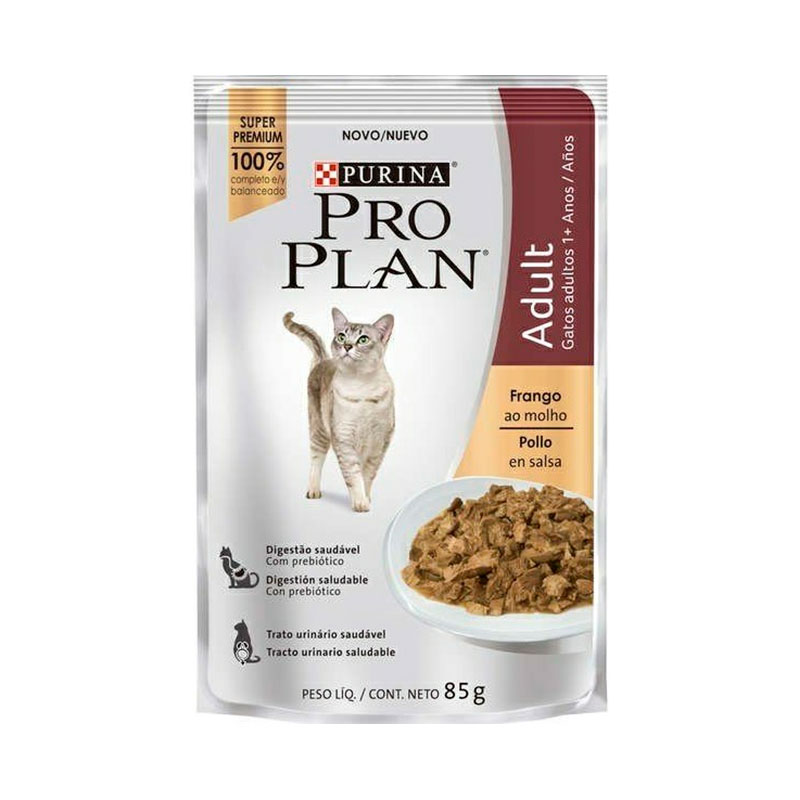 SUPER
PREMIUM
100%
completo e/y
balanceado
NOVO/NUEVO
PURINA®
PRO
PLAN®
Adult
Gatos adultos 1+ Anos / Años
Frango
ao molho
Pollo
en salsa
Digestão saudável
Com prebiótico
Digestión saludable
Con prebiótico
Trato urinário saudável
Tracto urinario saludable
PESO LÍQ. / CONT. NETO 85g